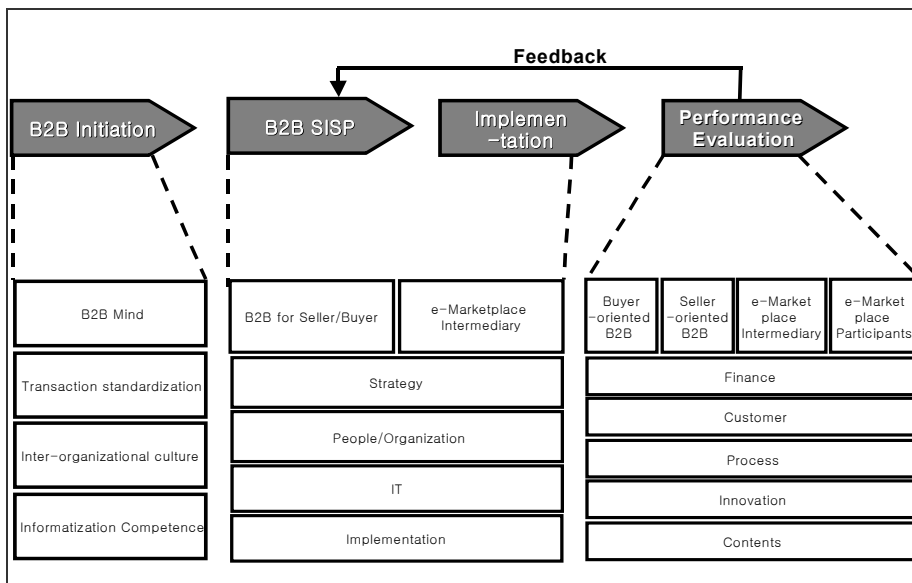 Feedback
B2B Initiation
B2B SISP
Implemen
-tation
Performance
Evaluation
B2B Mind
Transaction standardization
Inter-organizational culture
Informatization Competence
B2B for Seller/Buyer
e-Marketplace
Intermediary
Strategy
People/Organization
IT
Implementation
Buyer
-oriented
B2B
Seller
-oriented
B2B
e-Market
place
Intermediary
e-Market
place
Participants
Finance
Customer
Process
Innovation
Contents